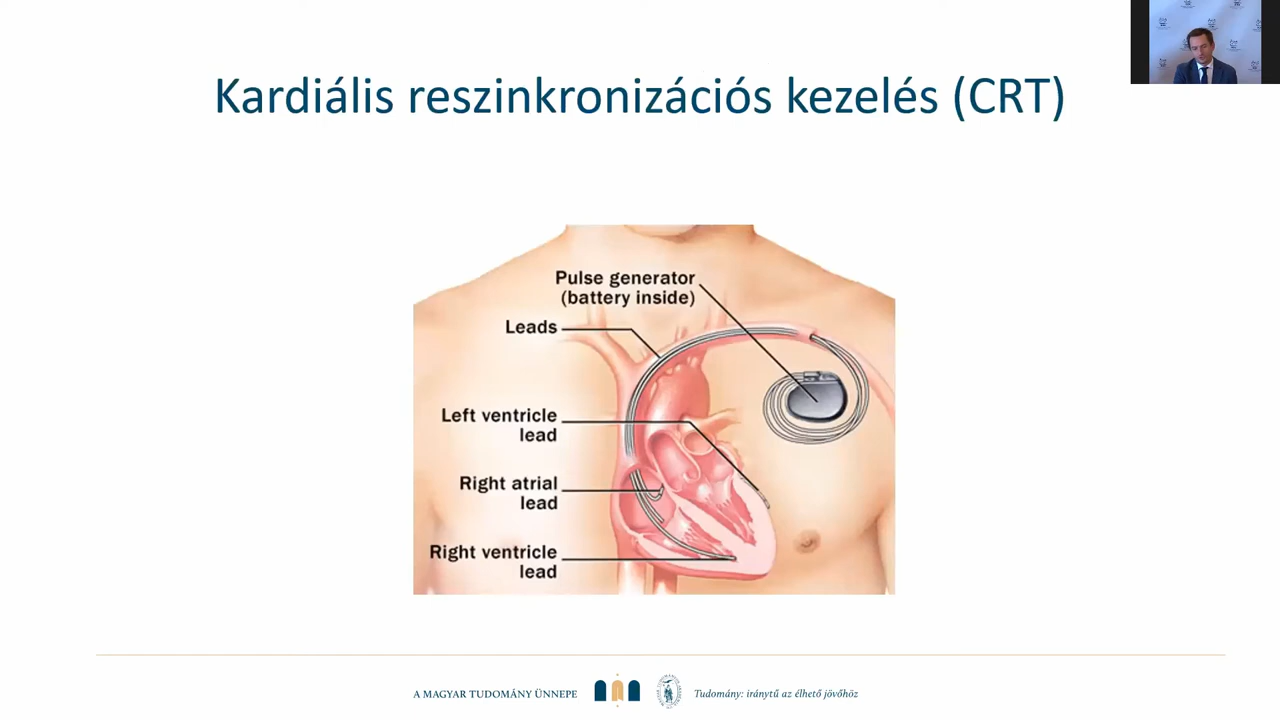 Kardiális reszinkronizációs kezelés (CRT)
Pulse generator
(battery inside)
Leads
Left ventricle
lead
Right atrial
lead
Right ventricle
lead
A MAGYAR TUDOMÁNY ÜNNEPE
Tudomány: iránytű az élhető jövőhöz